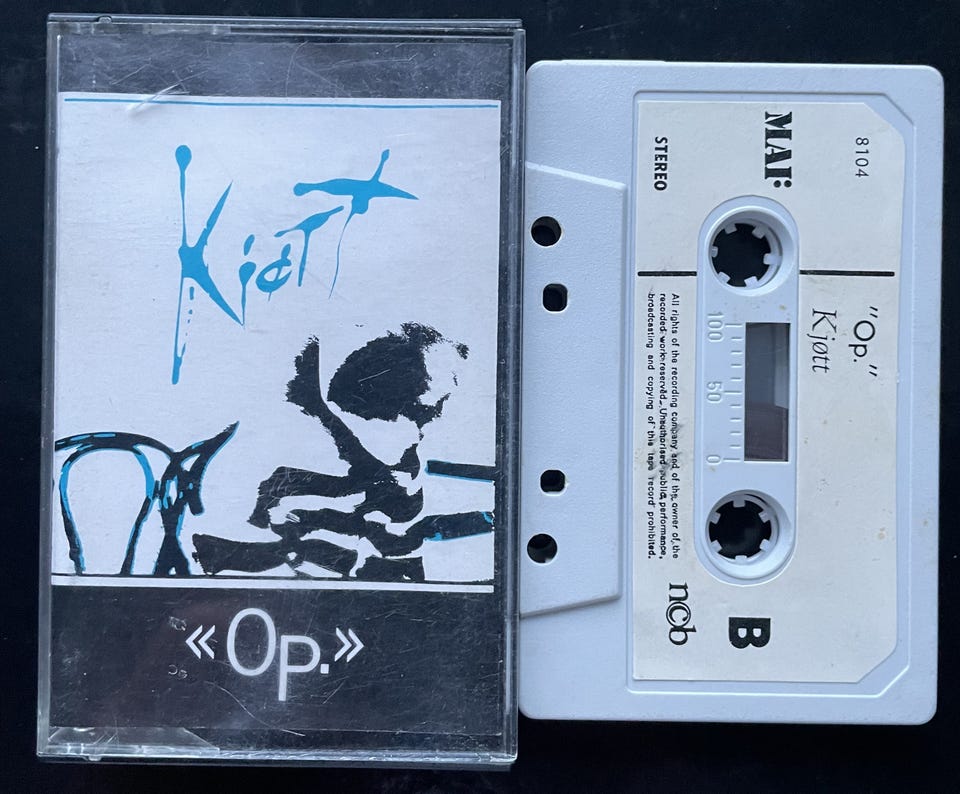 Kjøtt
«Op.»
8104
MAI:
STEREO
"Op."
Kjøtt
100 50 0
All rights of the recording company and of the owner of the
recorded work reserved. Unauthorised public performance,
broadcasting and copying of this tape record prohibited.
ncb
B